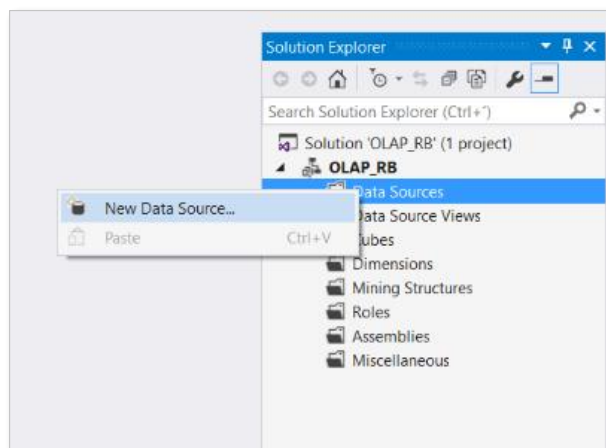 Solution Explorer
Search Solution Explorer (Ctrl+ˇ)
Solution 'OLAP_RB' (1 project)
OLAP_RB
Data Sources
New Data Source...
Data Source Views
Paste Ctrl+V
Cubes
Dimensions
Mining Structures
Roles
Assemblies
Miscellaneous